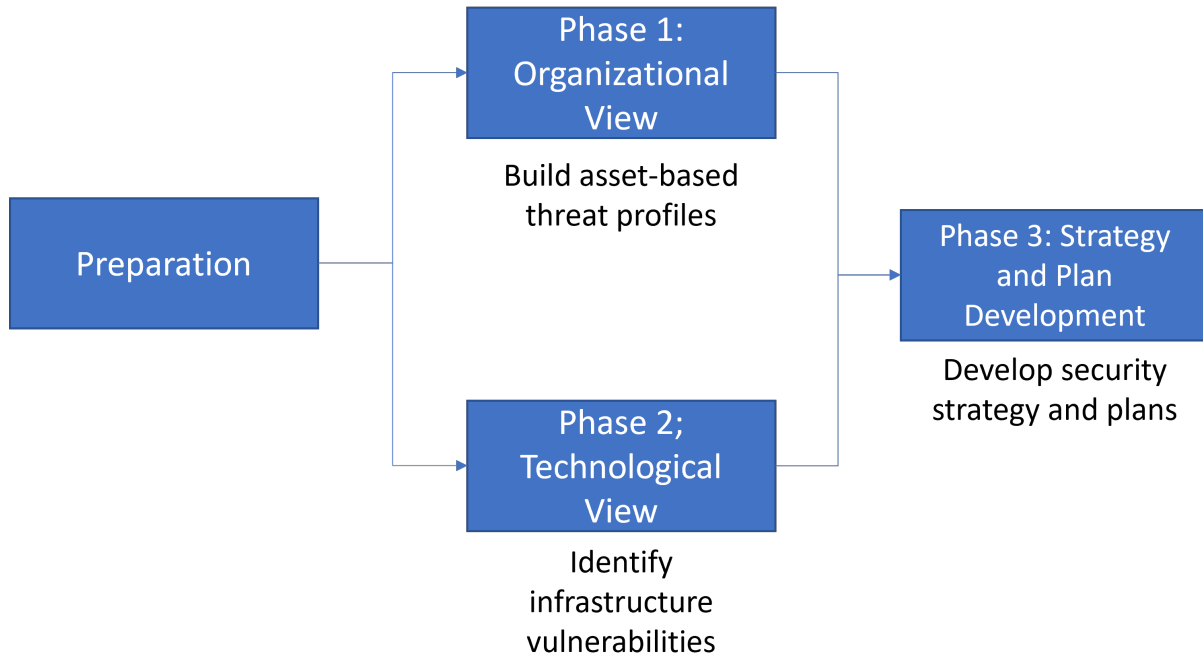 Preparation
Phase 1:
Organizational
View
Build asset-based
threat profiles
Phase 2;
Technological
View
Identify
infrastructure
vulnerabilities
Phase 3: Strategy
and Plan
Development
Develop security
strategy and plans